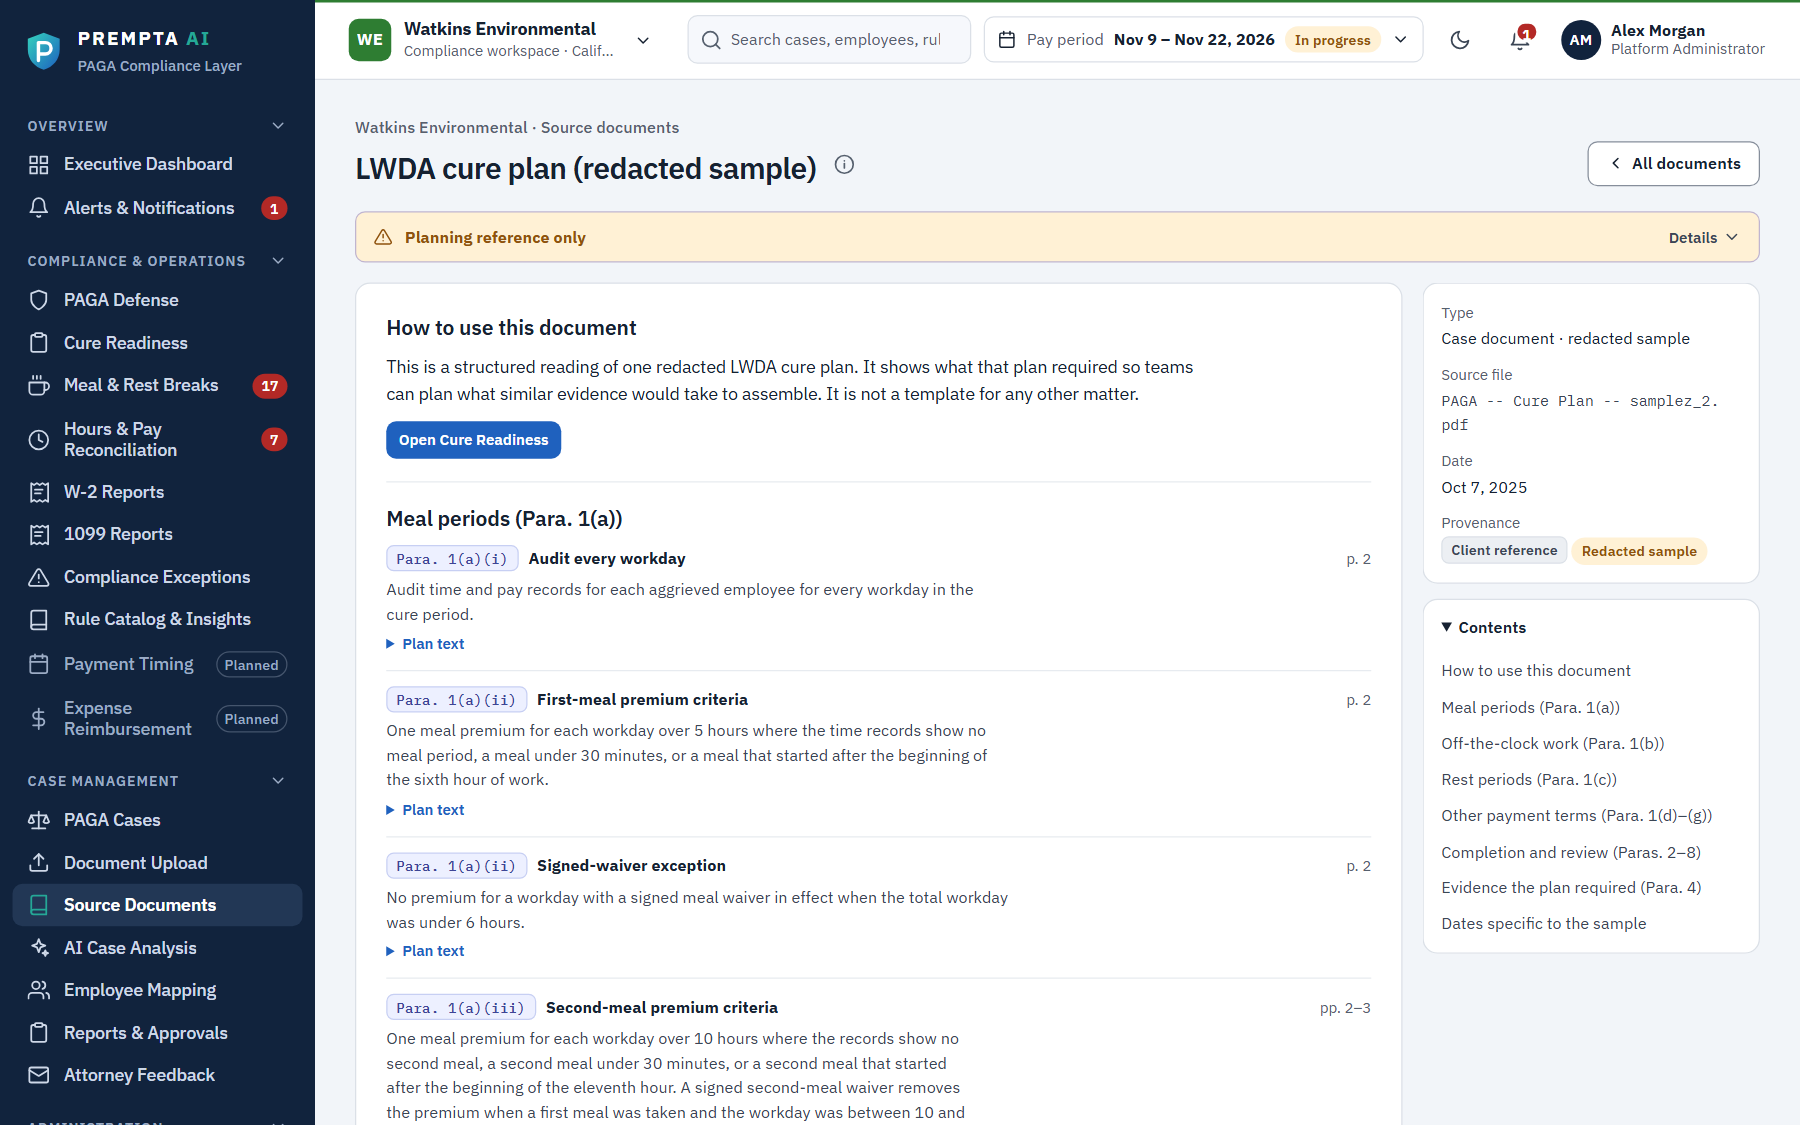 PREMPTA AI
PAGA Compliance Layer
OVERVIEW
Executive Dashboard
Alerts & Notifications
1
COMPLIANCE & OPERATIONS
PAGA Defense
Cure Readiness
Meal & Rest Breaks
17
Hours & Pay
Reconciliation
7
W-2 Reports
1099 Reports
Compliance Exceptions
Rule Catalog & Insights
Payment Timing
Planned
Expense
Reimbursement
Planned
CASE MANAGEMENT
PAGA Cases
Document Upload
Source Documents
AI Case Analysis
Employee Mapping
Reports & Approvals
Attorney Feedback
WE
Watkins Environmental
Compliance workspace · Calif...
Search cases, employees, rul
Pay period Nov 9 – Nov 22, 2026 In progress
1
AM
Alex Morgan
Platform Administrator
Watkins Environmental · Source documents
LWDA cure plan (redacted sample)
All documents
Planning reference only
Details
How to use this document
This is a structured reading of one redacted LWDA cure plan. It shows what that plan required so teams
can plan what similar evidence would take to assemble. It is not a template for any other matter.
Open Cure Readiness
Meal periods (Para. 1(a))
Para. 1(a)(i) Audit every workday p. 2
Audit time and pay records for each aggrieved employee for every workday in the
cure period.
Plan text
Para. 1(a)(ii) First-meal premium criteria p. 2
One meal premium for each workday over 5 hours where the time records show no
meal period, a meal under 30 minutes, or a meal that started after the beginning of
the sixth hour of work.
Plan text
Para. 1(a)(ii) Signed-waiver exception p. 2
No premium for a workday with a signed meal waiver in effect when the total workday
was under 6 hours.
Plan text
Para. 1(a)(iii) Second-meal premium criteria pp. 2–3
One meal premium for each workday over 10 hours where the records show no
second meal, a second meal under 30 minutes, or a second meal that started
after the beginning of the eleventh hour. A signed second-meal waiver removes
the premium when a first meal was taken and the workday was between 10 and
Type
Case document · redacted sample
Source file
PAGA -- Cure Plan -- samplez_2.
pdf
Date
Oct 7, 2025
Provenance
Client reference
Redacted sample
Contents
How to use this document
Meal periods (Para. 1(a))
Off-the-clock work (Para. 1(b))
Rest periods (Para. 1(c))
Other payment terms (Para. 1(d)–(g))
Completion and review (Paras. 2–8)
Evidence the plan required (Para. 4)
Dates specific to the sample